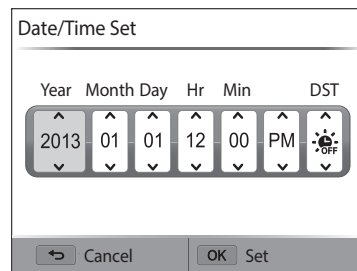 Date/Time Set
Year Month Day Hr Min DST
2013 01 01 12 00 PM OFF
Cancel OK Set